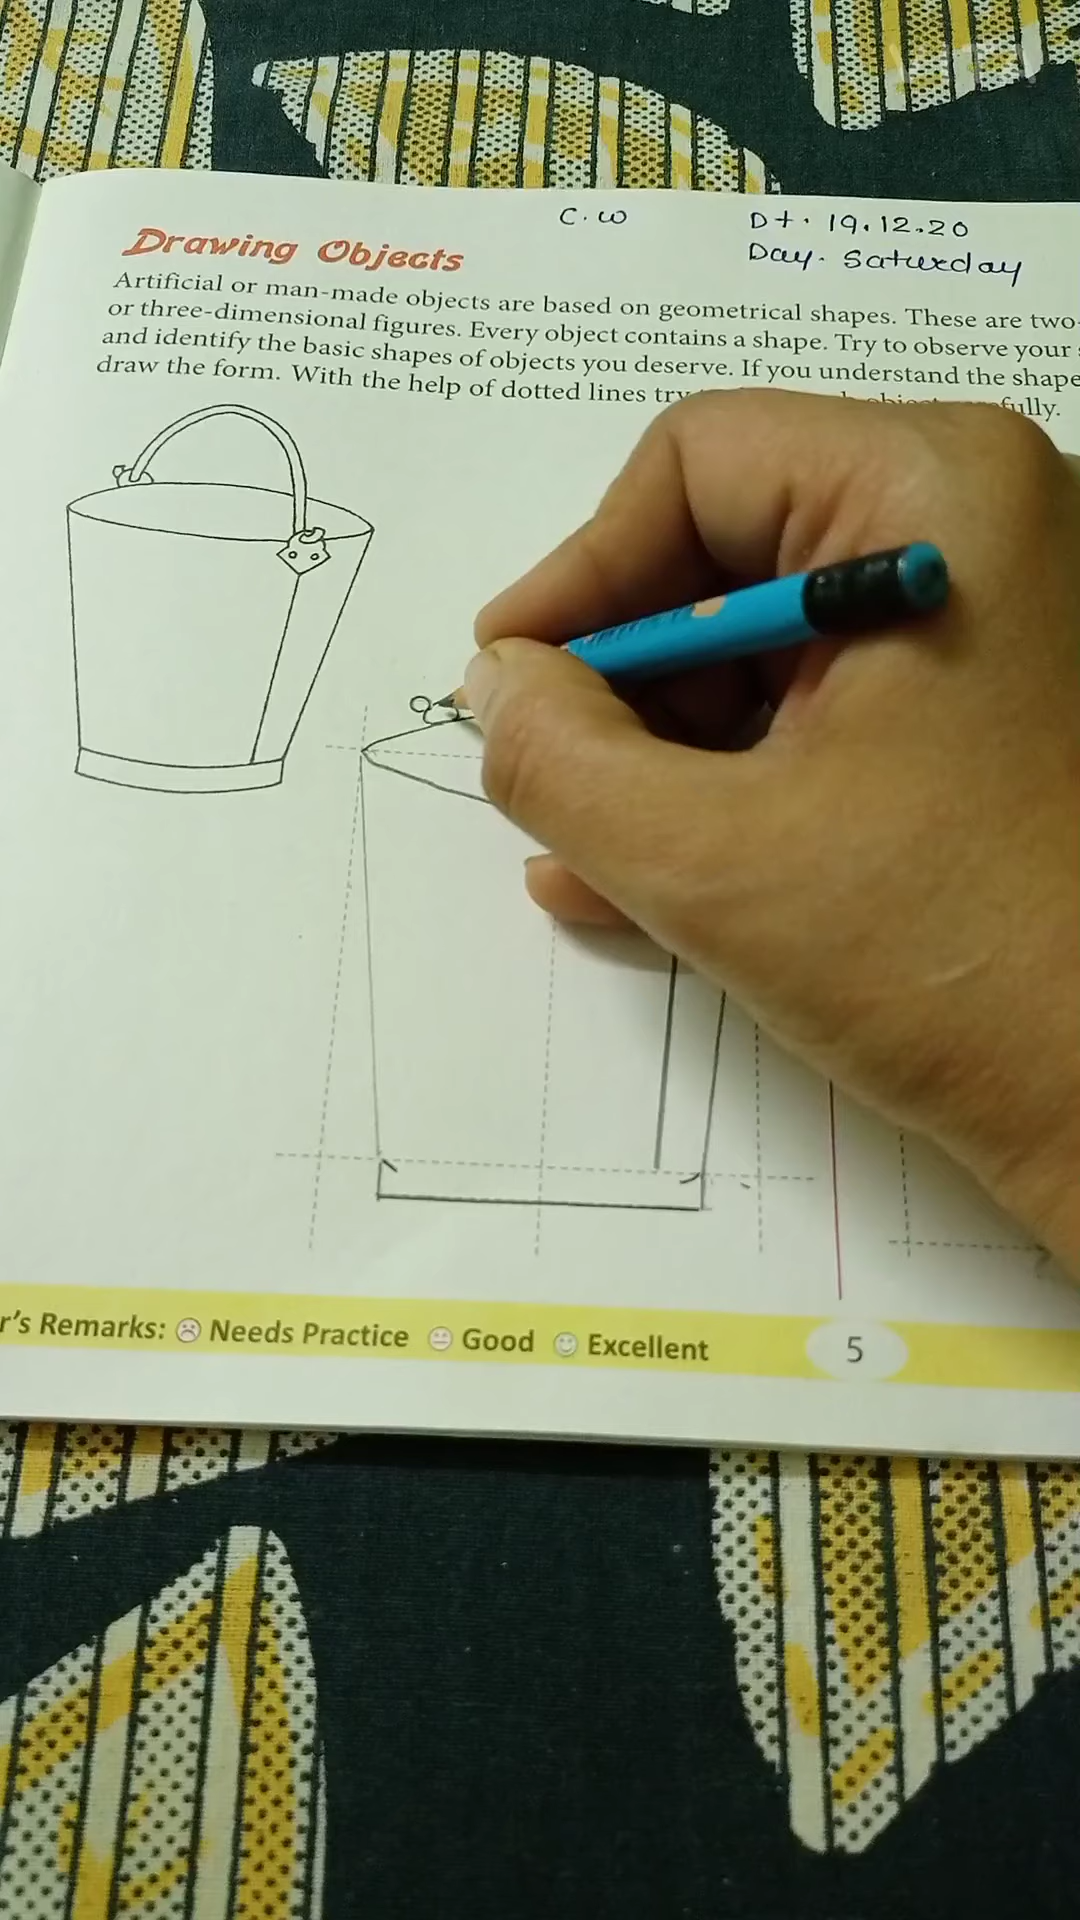 C.W
Dt. 19.12.20
Day. Saturday
Drawing Objects
Artificial or man-made objects are based on geometrical shapes. These are two-
or three-dimensional figures. Every object contains a shape. Try to observe your
and identify the basic shapes of objects you deserve. If you understand the shape
draw the form. With the help of dotted lines try
r's Remarks: Needs Practice Good Excellent
5